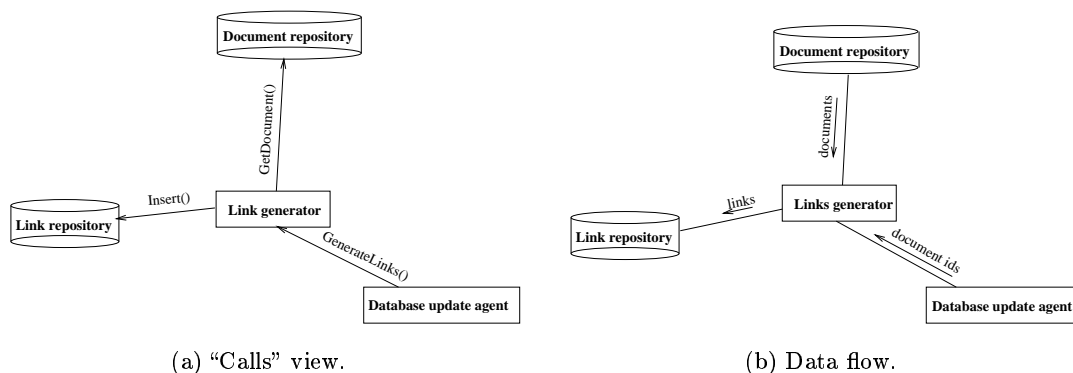 Document repository
GetDocument()
Insert()
Link repository
Link generator
GenerateLinks()
Database update agent
(a) “Calls” view.
Document repository
documents
links
Links generator
Link repository
document ids
Database update agent
(b) Data flow.